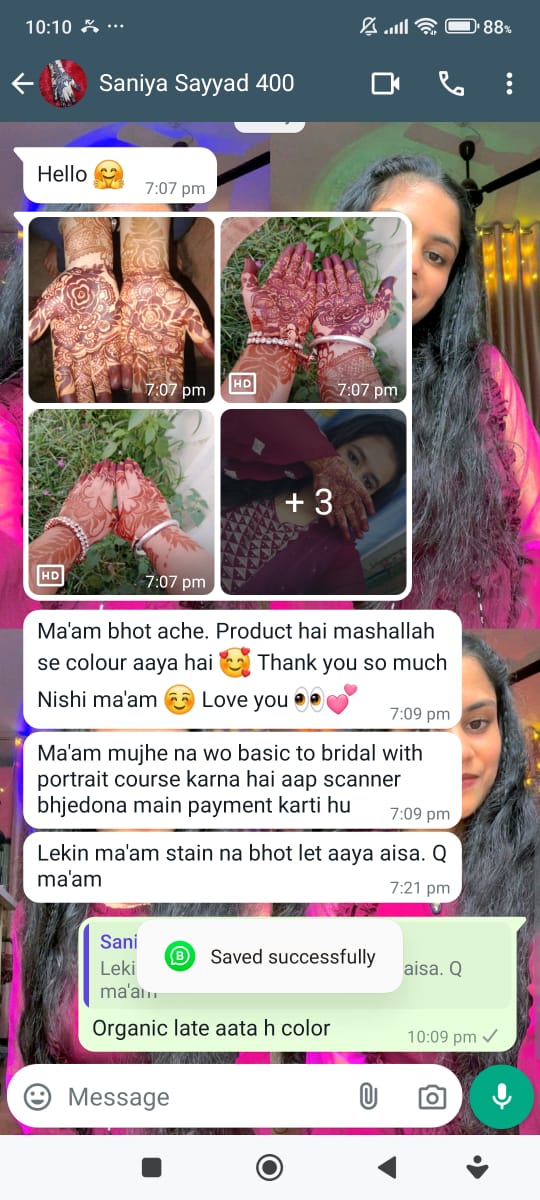 10:10
88%
Saniya Sayyad 400
Hello 🤗
7:07 pm
7:07 pm
HD
7:07 pm
HD
7:07 pm
+ 3
Ma'am bhot ache. Product hai mashallah
se colour aaya hai 🥰 Thank you so much
Nishi ma'am ☺️ Love you 👀💕
7:09 pm
Ma'am mujhe na wo basic to bridal with
portrait course karna hai aap scanner
bhjedona main payment karti hu
7:09 pm
Lekin ma'am stain na bhot let aaya aisa. Q
ma'am
7:21 pm
Sani
Leki aisa. Q
ma'am
Saved successfully
Organic late aata h color
10:09 pm
Message